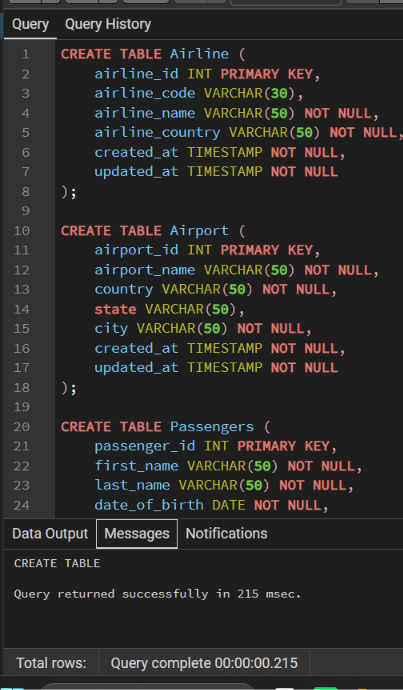 Query Query History
1 CREATE TABLE Airline (
2 airline_id INT PRIMARY KEY,
3 airline_code VARCHAR(30),
4 airline_name VARCHAR(50) NOT NULL,
5 airline_country VARCHAR(50) NOT NULL,
6 created_at TIMESTAMP NOT NULL,
7 updated_at TIMESTAMP NOT NULL
8 );
9
10 CREATE TABLE Airport (
11 airport_id INT PRIMARY KEY,
12 airport_name VARCHAR(50) NOT NULL,
13 country VARCHAR(50) NOT NULL,
14 state VARCHAR(50),
15 city VARCHAR(50) NOT NULL,
16 created_at TIMESTAMP NOT NULL,
17 updated_at TIMESTAMP NOT NULL
18 );
19
20 CREATE TABLE Passengers (
21 passenger_id INT PRIMARY KEY,
22 first_name VARCHAR(50) NOT NULL,
23 last_name VARCHAR(50) NOT NULL,
24 date_of_birth DATE NOT NULL,
Data Output Messages Notifications
CREATE TABLE
Query returned successfully in 215 msec.
Total rows: Query complete 00:00:00.215